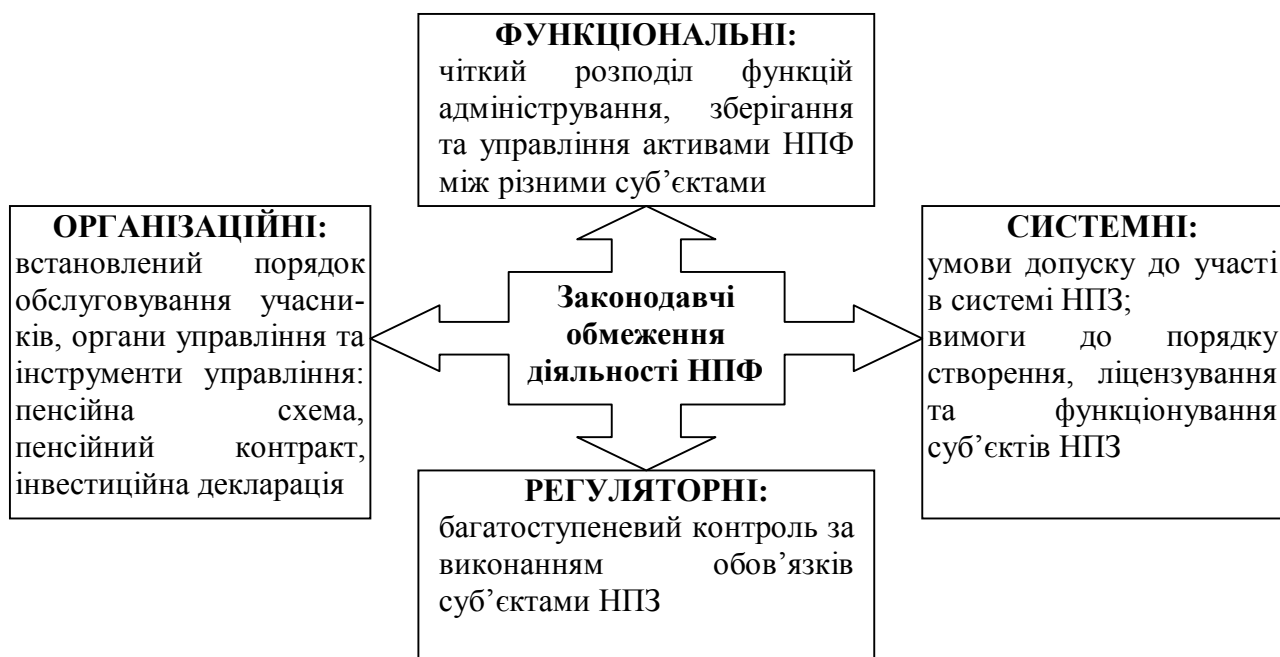 ФУНКЦІОНАЛЬНІ:
чіткий розподіл функцій
адміністрування, зберігання
та управління активами НПФ
між різними суб’єктами
ОРГАНІЗАЦІЙНІ:
встановлений порядок
обслуговування учасни-
ків, органи управління та
інструменти управління:
пенсійна схема,
пенсійний контракт,
інвестиційна декларація
Законодавчі
обмеження
діяльності НПФ
СИСТЕМНІ:
умови допуску до участі
в системі НПЗ;
вимоги до порядку
створення, ліцензування
та функціонування
суб’єктів НПЗ
РЕГУЛЯТОРНІ:
багатоступеневий контроль за
виконанням обов’язків
суб’єктами НПЗ